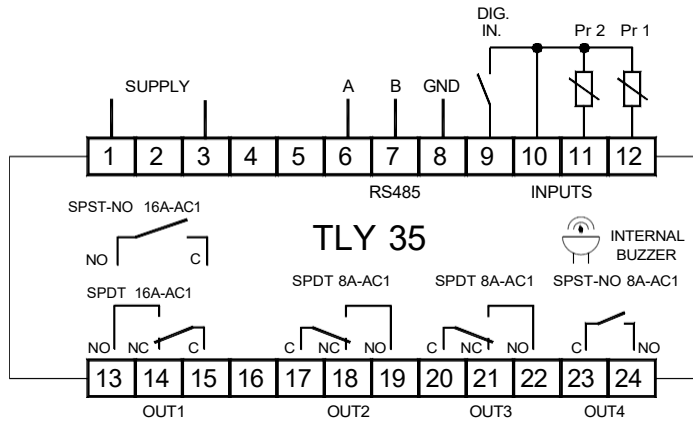 DIG.
IN.
Pr 2 Pr 1
SUPPLY A B GND
1 2 3 4 5 6 7 8 9 10 11 12
RS485 INPUTS
SPST-NO 16A-AC1
TLY 35
INTERNAL
BUZZER
NO C
SPDT 16A-AC1 SPDT 8A-AC1 SPDT 8A-AC1 SPST-NO 8A-AC1
NO NC C C NC NO C NC NO C NO
13 14 15 16 17 18 19 20 21 22 23 24
OUT1 OUT2 OUT3 OUT4